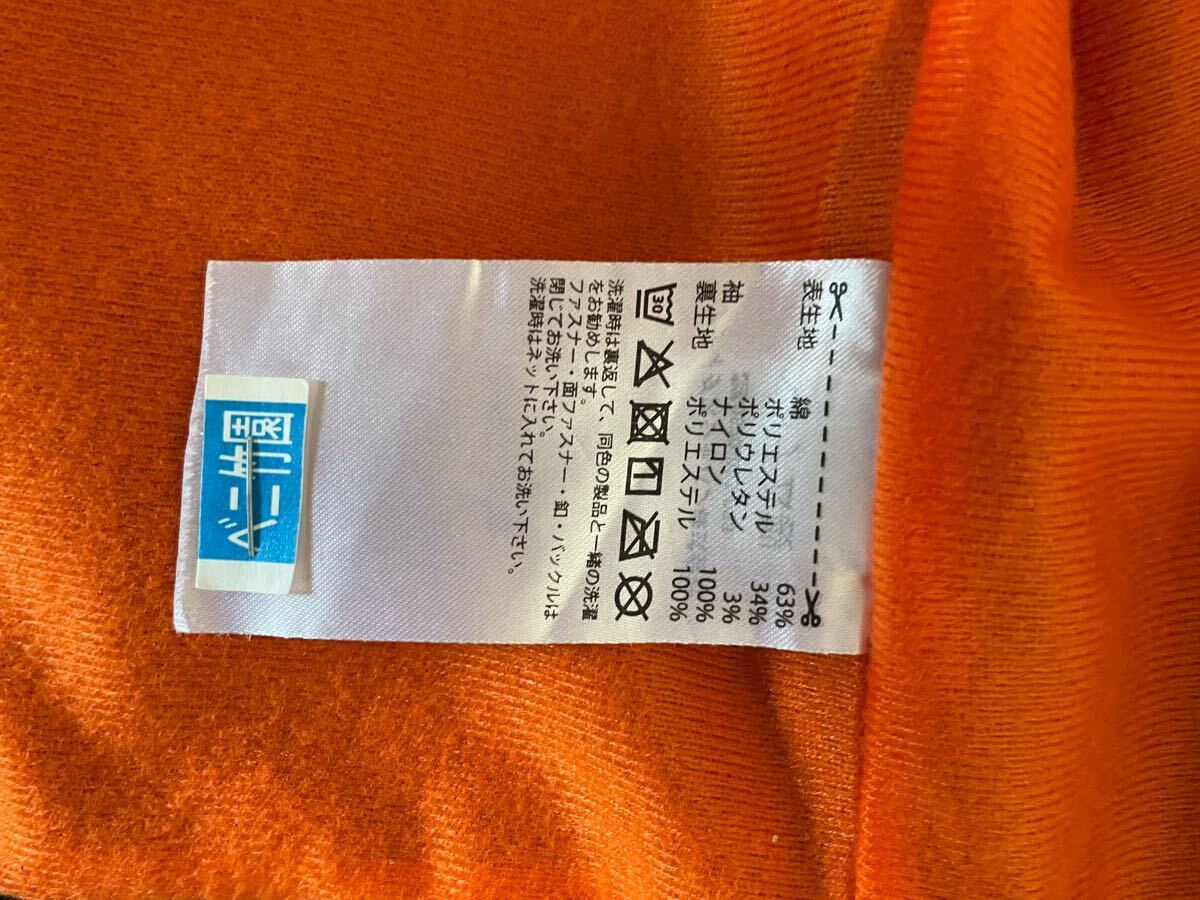 表生地 綿 63%
ポリエステル 34%
ポリウレタン 3%
袖 ナイロン 100%
裏生地 ポリエステル 100%
30
洗濯時は裏返して、同色の製品と一緒の洗濯
をお勧めします。
ファスナー・面ファスナー・釦・バックルは
閉じてお洗い下さい。
洗濯時はネットに入れてお洗い下さい。